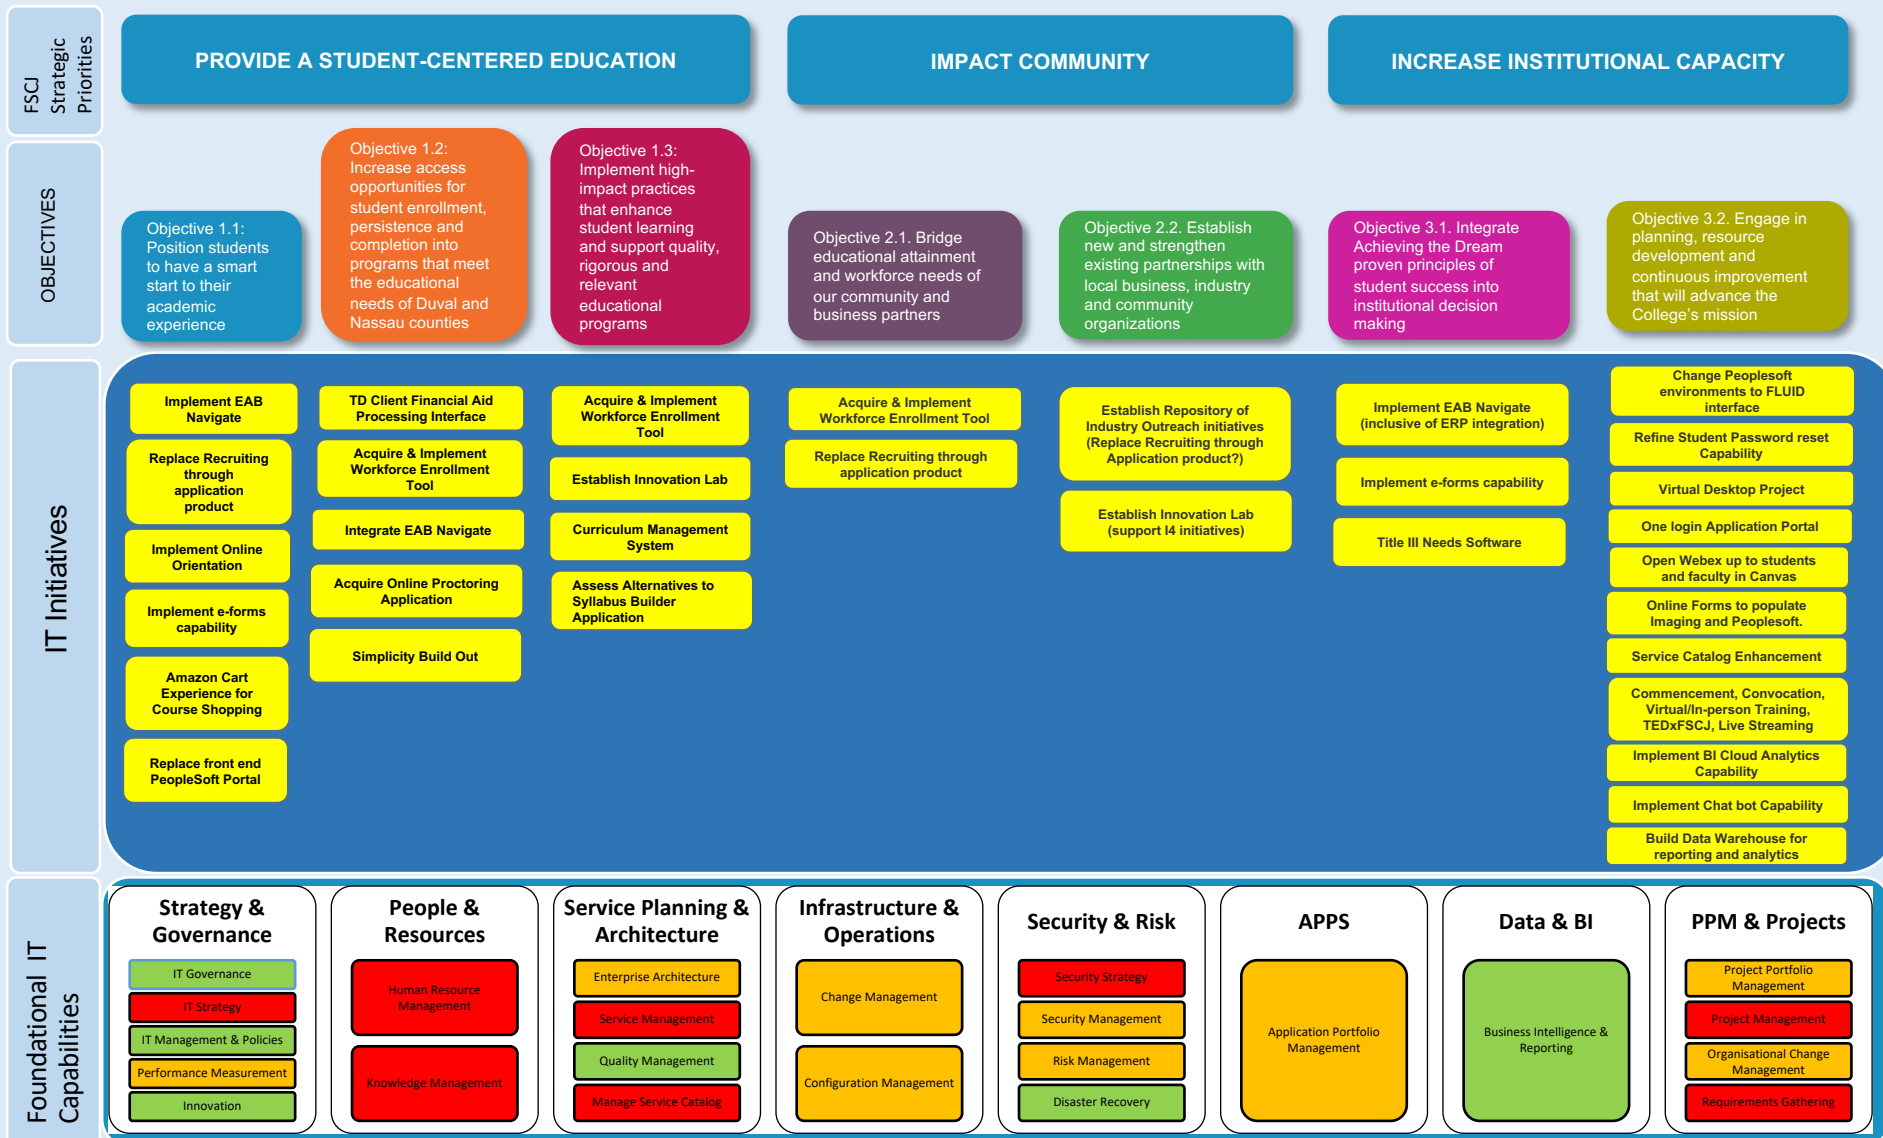 FSCJ
Strategic
Priorities
PROVIDE A STUDENT-CENTERED EDUCATION
IMPACT COMMUNITY
INCREASE INSTITUTIONAL CAPACITY
OBJECTIVES
Objective 1.1:
Position students
to have a smart
start to their
academic
experience
Objective 1.2:
Increase access
opportunities for
student enrollment,
persistence and
completion into
programs that meet
the educational
needs of Duval and
Nassau counties
Objective 1.3:
Implement high-
impact practices
that enhance
student learning
and support quality,
rigorous and
relevant
educational
programs
Objective 2.1. Bridge
educational attainment
and workforce needs of
our community and
business partners
Objective 2.2. Establish
new and strengthen
existing partnerships with
local business, industry
and community
organizations
Objective 3.1. Integrate
Achieving the Dream
proven principles of
student success into
institutional decision
making
Objective 3.2. Engage in
planning, resource
development and
continuous improvement
that will advance the
College's mission
IT Initiatives
Implement EAB
Navigate
Replace Recruiting
through
application
product
Implement Online
Orientation
Implement e-forms
capability
Amazon Cart
Experience for
Course Shopping
Replace front end
PeopleSoft Portal
TD Client Financial Aid
Processing Interface
Acquire & Implement
Workforce Enrollment
Tool
Integrate EAB Navigate
Acquire Online Proctoring
Application
Simplicity Build Out
Acquire & Implement
Workforce Enrollment
Tool
Establish Innovation Lab
Curriculum Management
System
Assess Alternatives to
Syllabus Builder
Application
Acquire & Implement
Workforce Enrollment Tool
Replace Recruiting through
application product
Establish Repository of
Industry Outreach initiatives
(Replace Recruiting through
Application product?)
Establish Innovation Lab
(support I4 initiatives)
Implement EAB Navigate
(inclusive of ERP integration)
Implement e-forms capability
Title III Needs Software
Change Peoplesoft
environments to FLUID
interface
Refine Student Password reset
Capability
Virtual Desktop Project
One login Application Portal
Open Webex up to students
and faculty in Canvas
Online Forms to populate
Imaging and Peoplesoft.
Service Catalog Enhancement
Commencement, Convocation,
Virtual/In-person Training,
TEDxFSCJ, Live Streaming
Implement BI Cloud Analytics
Capability
Implement Chat bot Capability
Build Data Warehouse for
reporting and analytics
Foundational IT
Capabilities
Strategy &
Governance
IT Governance
IT Strategy
IT Management & Policies
Performance Measurement
Innovation
People &
Resources
Human Resource
Management
Knowledge Management
Service Planning &
Architecture
Enterprise Architecture
Service Management
Quality Management
Manage Service Catalog
Infrastructure &
Operations
Change Management
Configuration Management
Security & Risk
Security Strategy
Security Management
Risk Management
Disaster Recovery
APPS
Application Portfolio
Management
Data & BI
Business Intelligence &
Reporting
PPM & Projects
Project Portfolio
Management
Project Management
Organisational Change
Management
Requirements Gathering